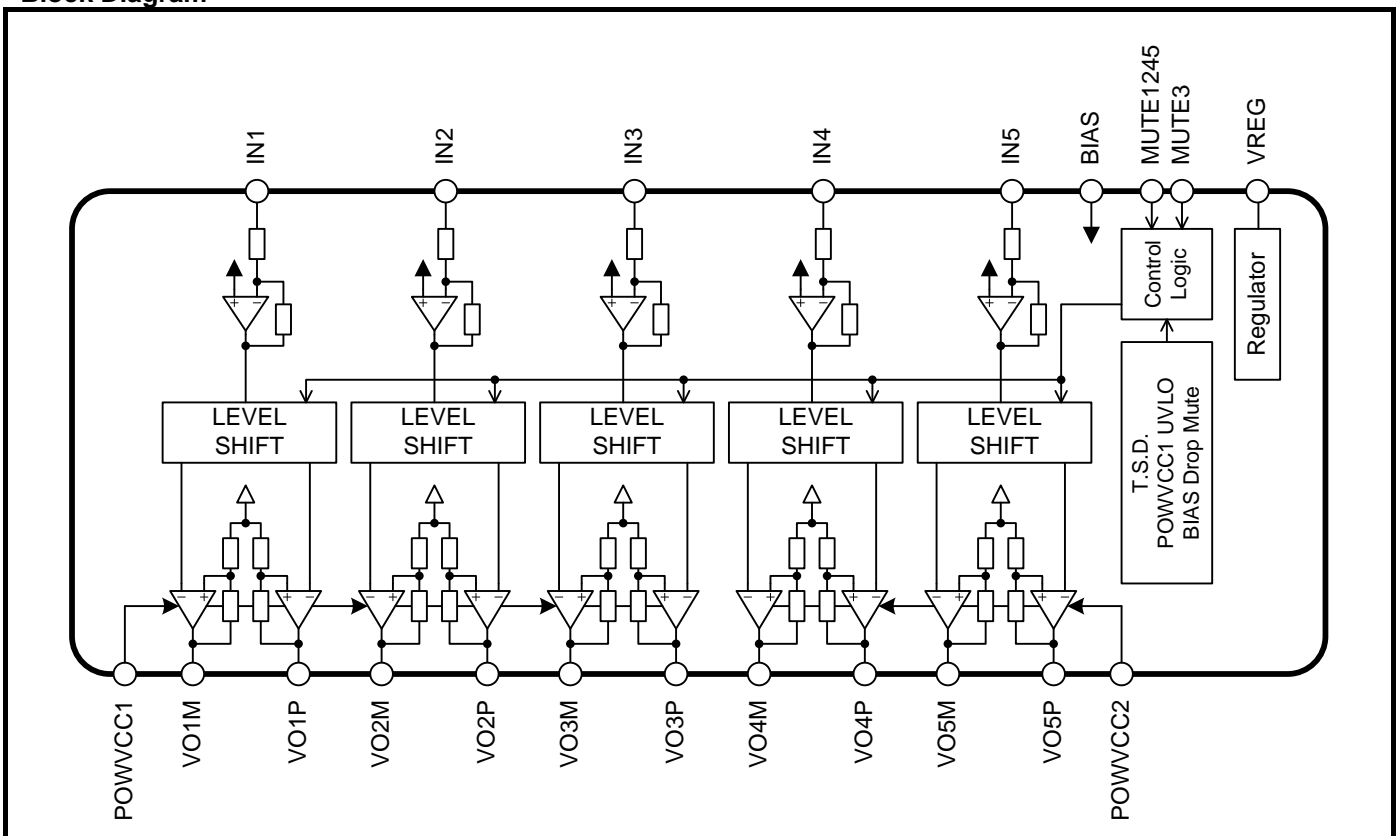 Block Diagram
IN1
IN2
IN3
IN4
IN5
BIAS
MUTE1245
MUTE3
VREG
Control
Logic
Regulator
T.S.D.
POWVCC1 UVLO
BIAS Drop Mute
+ −
+ −
+ −
+ −
+ −
LEVEL
SHIFT
LEVEL
SHIFT
LEVEL
SHIFT
LEVEL
SHIFT
LEVEL
SHIFT
− +
+ −
− +
+ −
− +
+ −
− +
+ −
− +
+ −
POWVCC1
VO1M
VO1P
VO2M
VO2P
VO3M
VO3P
VO4M
VO4P
VO5M
VO5P
POWVCC2